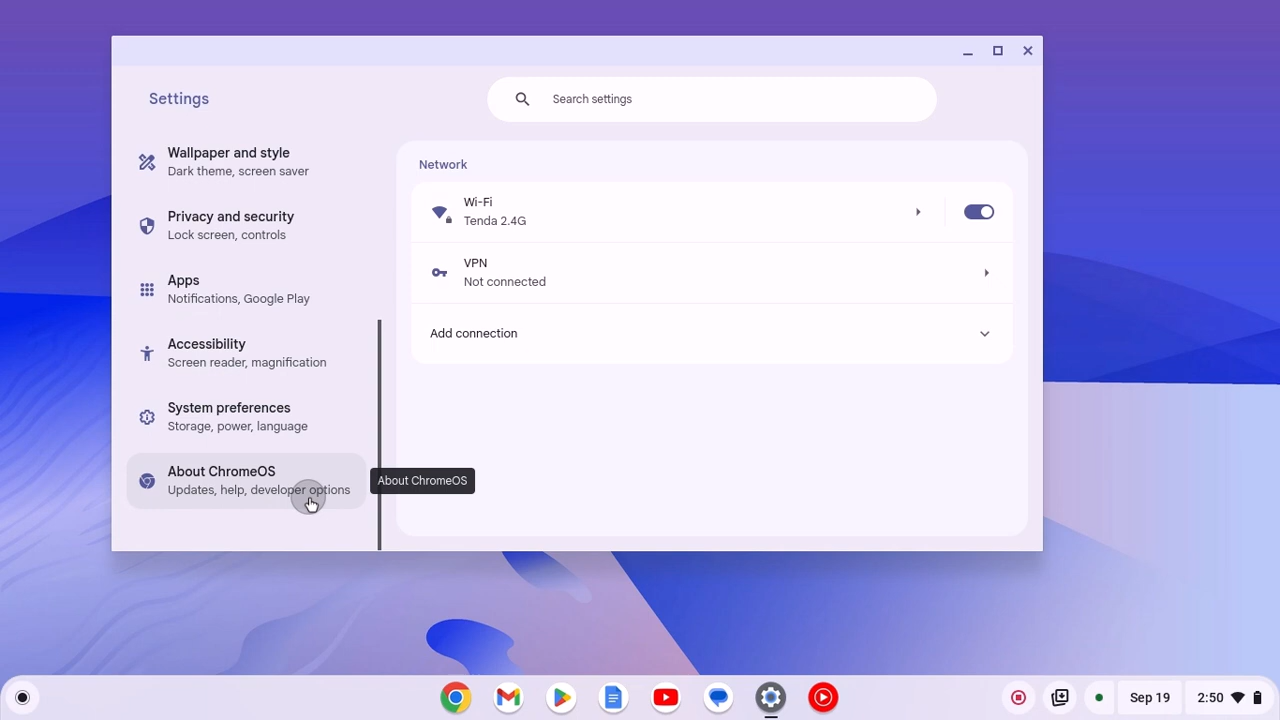 Settings
Search settings
Wallpaper and style
Dark theme, screen saver
Privacy and security
Lock screen, controls
Apps
Notifications, Google Play
Accessibility
Screen reader, magnification
System preferences
Storage, power, language
About ChromeOS
Updates, help, developer options
About ChromeOS
Network
Wi-Fi
Tenda 2.4G
VPN
Not connected
Add connection
Sep 19
2:50